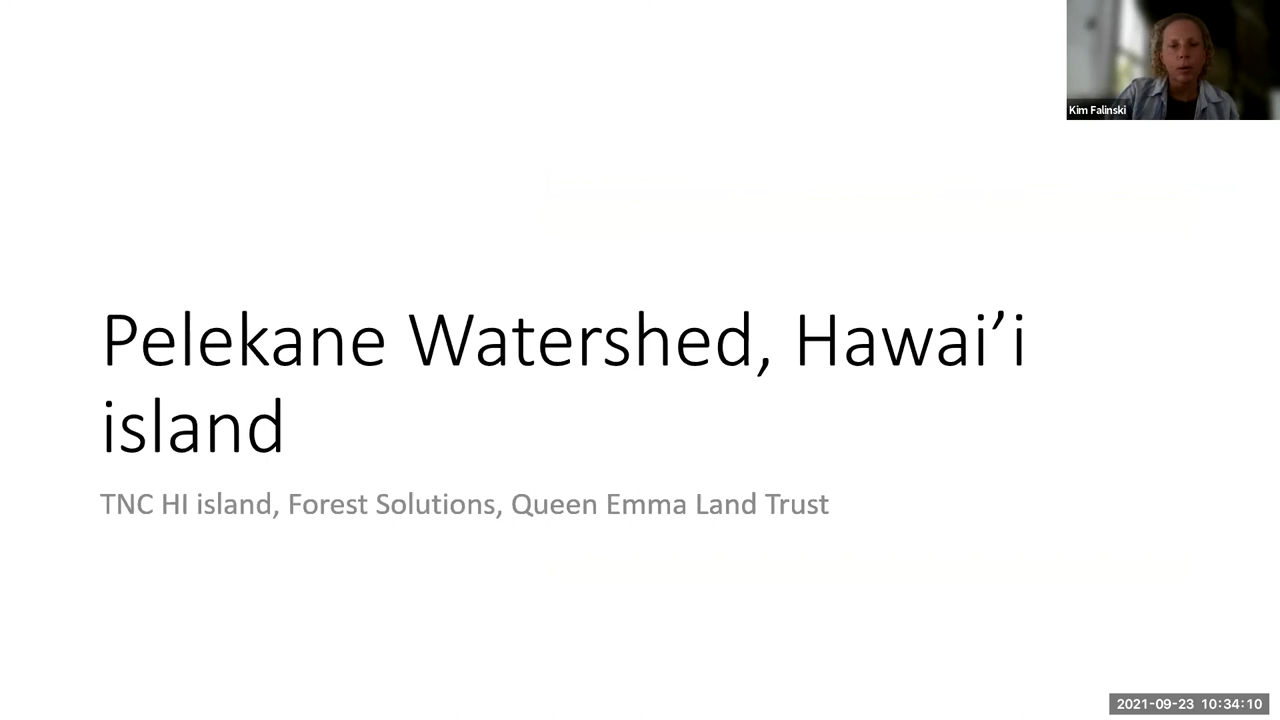 Kim Falinski
Pelekane Watershed, Hawai’i
island
TNC HI island, Forest Solutions, Queen Emma Land Trust
2021-09-23 10:34:10